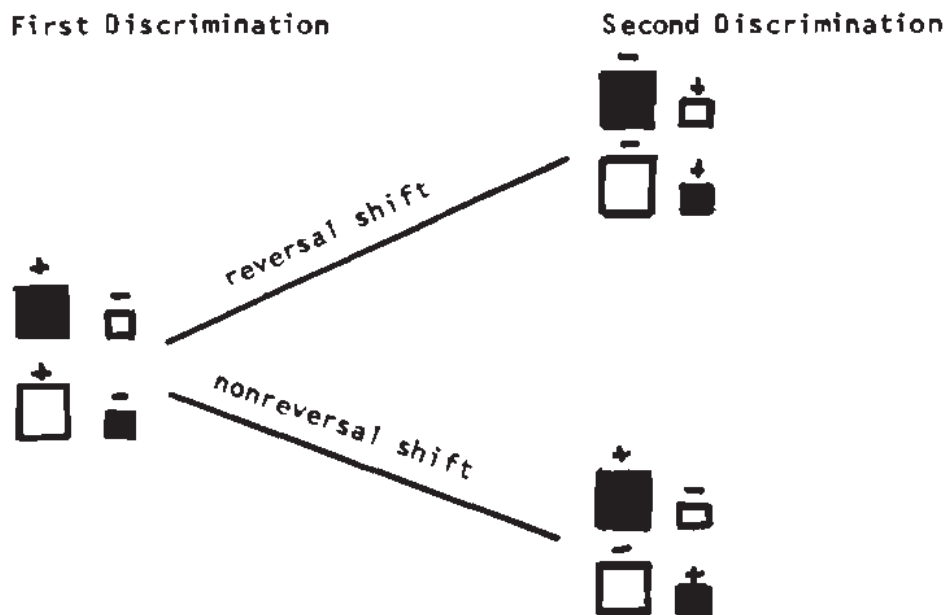 First Discrimination
Second Discrimination
- +
- +
reversal shift
+ -
+ -
nonreversal shift
+ -
- +